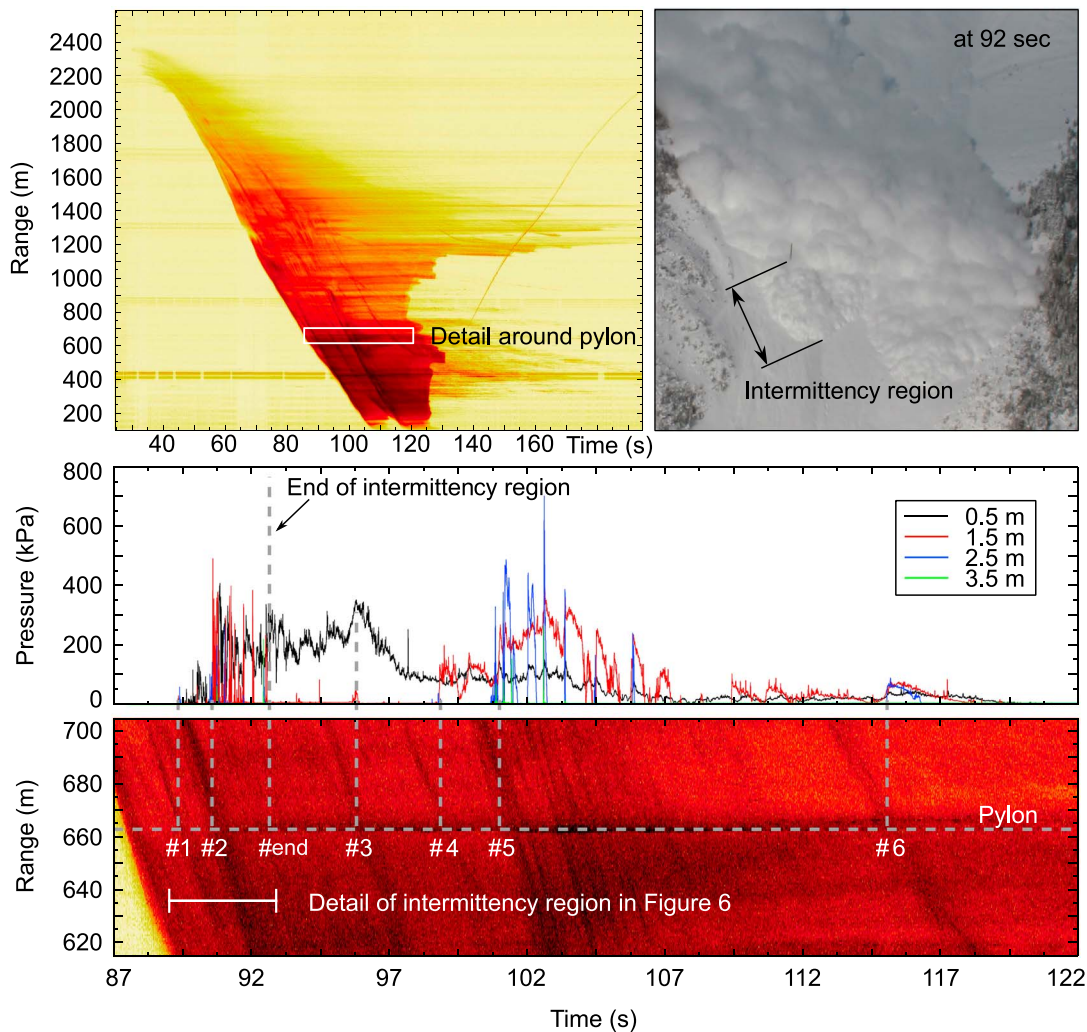 2400
2200
2000
1800
1600
1400
1200
1000
800
600
400
200
Range (m)
40 60 80 100 120 140 160 Time (s)
Detail around pylon
at 92 sec
Intermittency region
800
600
400
200
0
Pressure (kPa)
End of intermittency region
0.5 m
1.5 m
2.5 m
3.5 m
700
680
660
640
620
Range (m)
Pylon
#1 #2 #end #3 #4 #5 #6
Detail of intermittency region in Figure 6
87 92 97 102 107 112 117 122
Time (s)